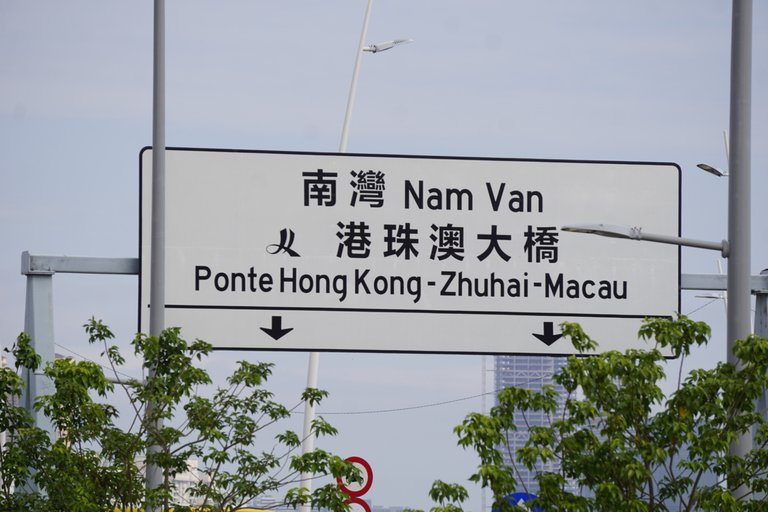 南灣 Nam Van
港珠澳大橋
Ponte Hong Kong-Zhuhai-Macau